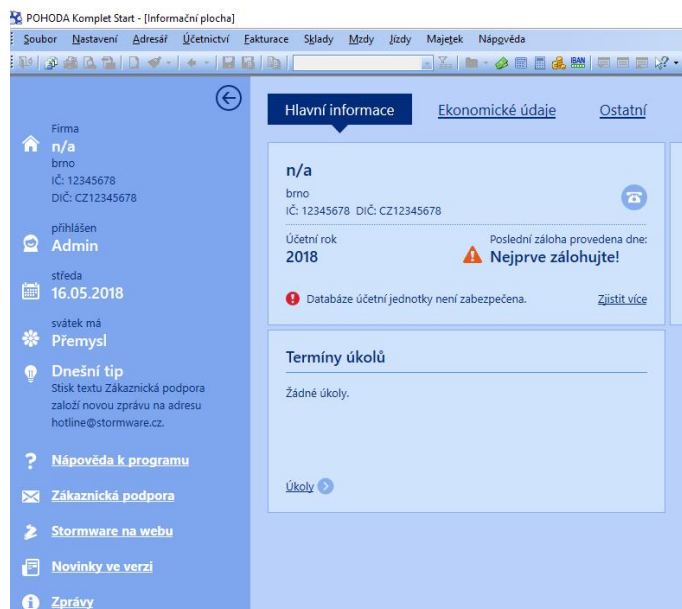 POHODA Komplet Start - [Informační plocha]
Soubor Nastavení Adresář Účetnictví Fakturace Sklady Mzdy Jízdy Majetek Nápověda
IBAN
Firma
n/a
brno
IČ: 12345678
DIČ: CZ12345678
přihlášen
Admin
středa
16.05.2018
svátek má
Přemysl
Dnešní tip
Stisk textu Zákaznická podpora
založí novou zprávu na adresu
hotline@stormware.cz.
Nápověda k programu
Zákaznická podpora
Stormware na webu
Novinky ve verzi
Zprávy
Hlavní informace Ekonomické údaje Ostatní
n/a
brno
IČ: 12345678 DIČ: CZ12345678
Účetní rok
2018
Poslední záloha provedena dne:
Nejprve zálohujte!
Databáze účetní jednotky není zabezpečena. Zjistit více
Termíny úkolů
Žádné úkoly.
Úkoly